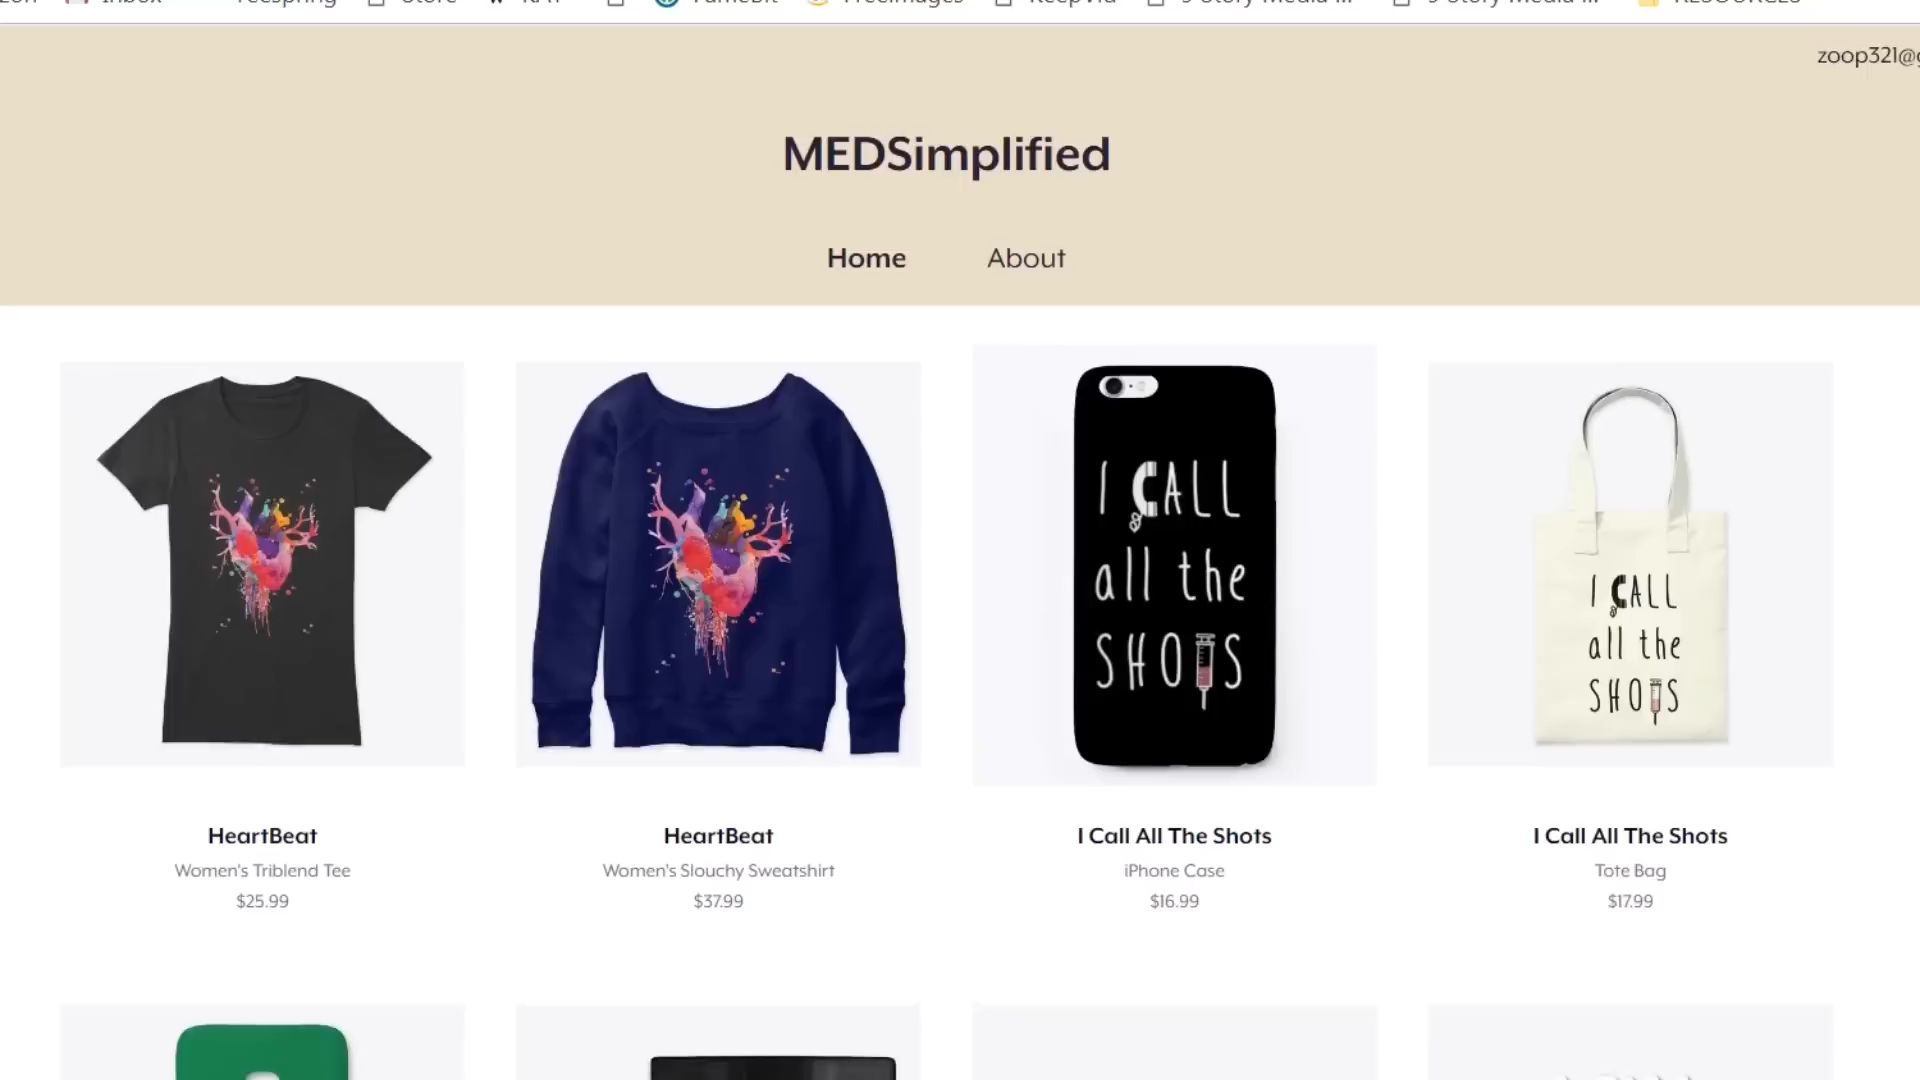 zoop321@g
MEDSimplified
Home About
I CALL
all the
SHOTS
I CALL
all the
SHOTS
HeartBeat
Women's Triblend Tee
$25.99
HeartBeat
Women's Slouchy Sweatshirt
$37.99
I Call All The Shots
iPhone Case
$16.99
I Call All The Shots
Tote Bag
$17.99